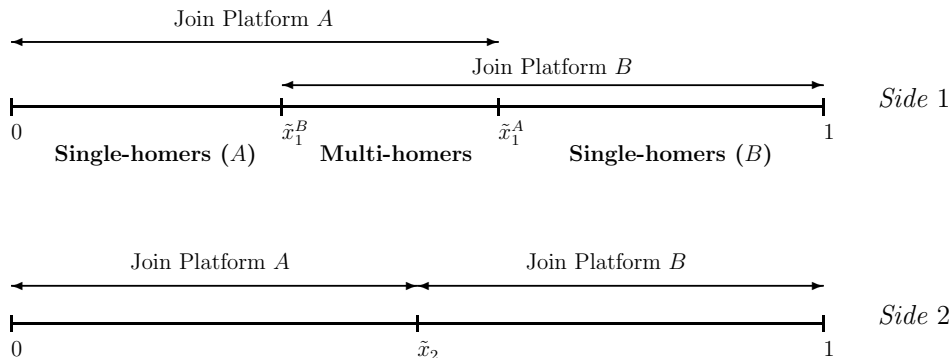 Join Platform A
Join Platform B
Side 1
0 x̃₁ᴮ x̃₁ᴬ 1
Single-homers (A) Multi-homers Single-homers (B)
Join Platform A Join Platform B
Side 2
0 x̃₂ 1